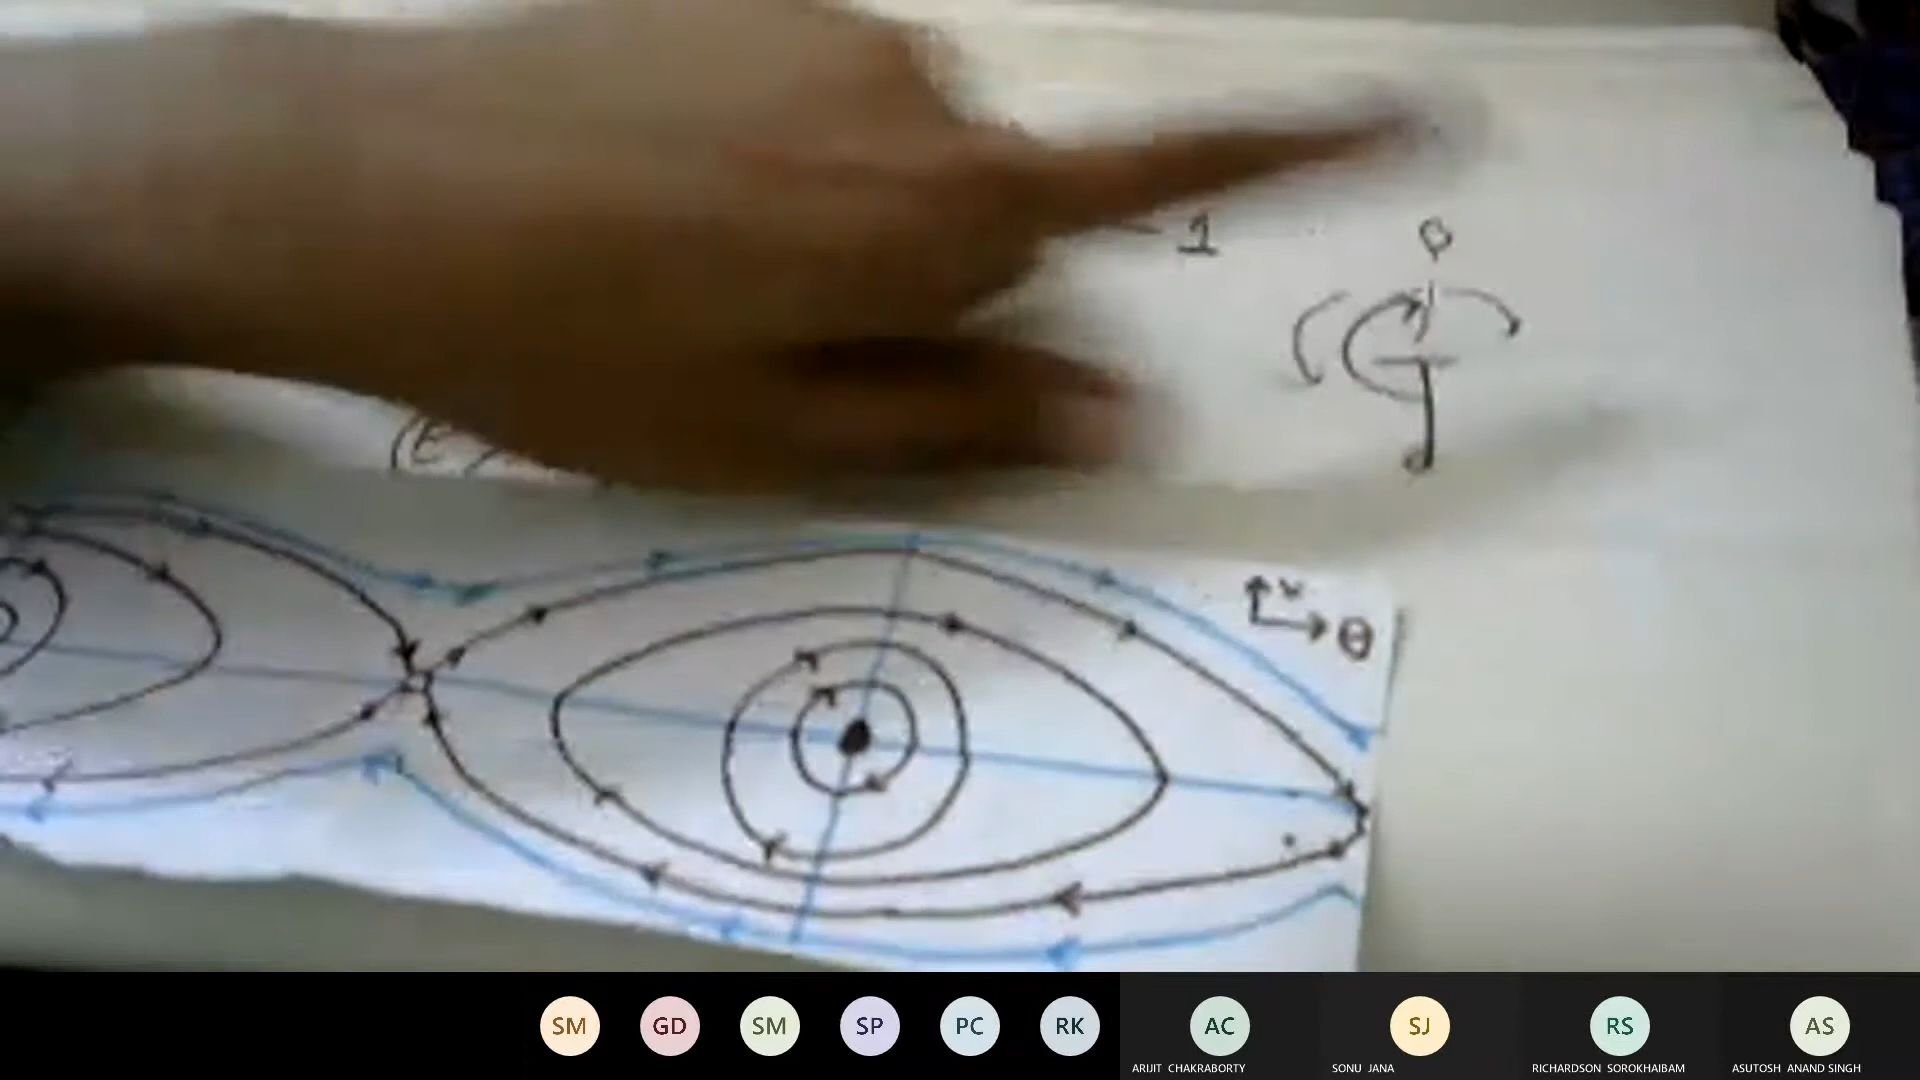 1
θ
(E
v
θ
SM GD SM SP PC RK AC SJ RS AS
ARIJIT CHAKRABORTY SONU JANA RICHARDSON SOROKHAIBAM ASUTOSH ANAND SINGH